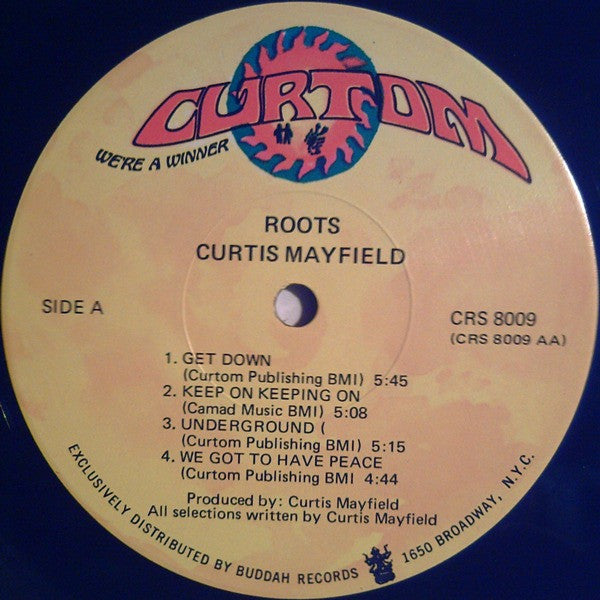 CURTOM
WE'RE A WINNER
ROOTS
CURTIS MAYFIELD
SIDE A
CRS 8009
(CRS 8009 AA)
1. GET DOWN
(Curtom Publishing BMI) 5:45
2. KEEP ON KEEPING ON
(Camad Music BMI) 5:08
3. UNDERGROUND (
(Curtom Publishing BMI) 5:15
4. WE GOT TO HAVE PEACE
(Curtom Publishing BMI 4:44
Produced by: Curtis Mayfield
All selections written by Curtis Mayfield
EXCLUSIVELY DISTRIBUTED BY BUDDAH RECORDS 1650 BROADWAY, N.Y.C.